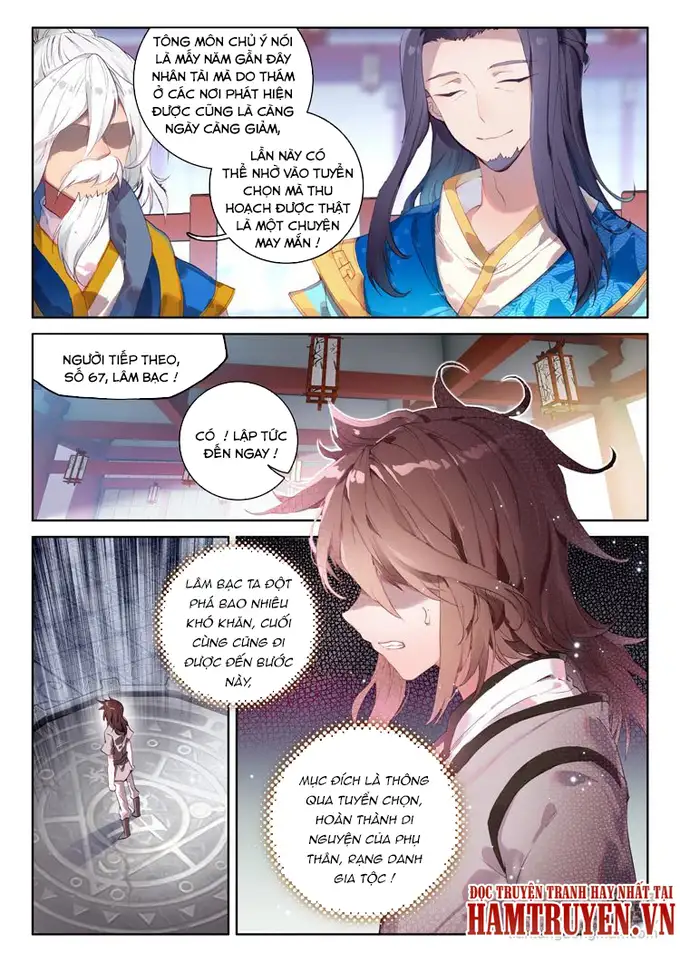 TÔNG MÔN CHỦ Ý NÓI
LÀ MẤY NĂM GẦN ĐÂY
NHÂN TÀI MÀ DO THÁM
Ở CÁC NƠI PHÁT HIỆN
ĐƯỢC CŨNG LÀ CÀNG
NGÀY CÀNG GIẢM,
LẦN NÀY CÓ
THỂ NHỜ VÀO TUYỂN
CHỌN MÀ THU
HOẠCH ĐƯỢC THẬT
LÀ MỘT CHUYỆN
MAY MẮN !
NGƯỜI TIẾP THEO,
SỐ 67, LÂM BẠC !
CÓ ! LẬP TỨC
ĐẾN NGAY !
LÂM BẠC TA ĐỘT
PHÁ BAO NHIÊU
KHÓ KHĂN, CUỐI
CÙNG CŨNG ĐI
ĐƯỢC ĐẾN BƯỚC
NÀY,
MỤC ĐÍCH LÀ THÔNG
QUA TUYỂN CHỌN,
HOÀN THÀNH DI
NGUYỆN CỦA PHỤ
THÂN, RẠNG DANH
GIA TỘC !
ĐỌC TRUYỆN TRANH HAY NHẤT TẠI
HAMTRUYEN.VN